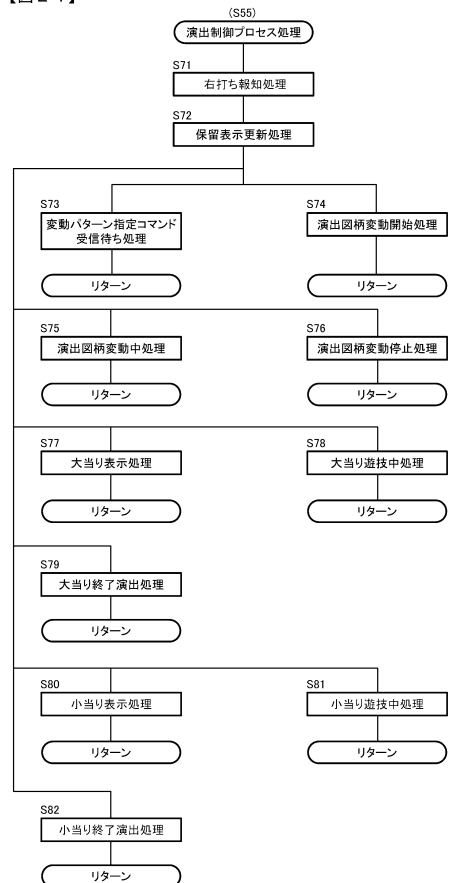 (S55)
演出制御プロセス処理
S71
右打ち報知処理
S72
保留表示更新処理
S73
変動パターン指定コマンド
受信待ち処理
リターン
S74
演出図柄変動開始処理
リターン
S75
演出図柄変動中処理
リターン
S76
演出図柄変動停止処理
リターン
S77
大当り表示処理
リターン
S78
大当り遊技中処理
リターン
S79
大当り終了演出処理
リターン
S80
小当り表示処理
リターン
S81
小当り遊技中処理
リターン
S82
小当り終了演出処理
リターン